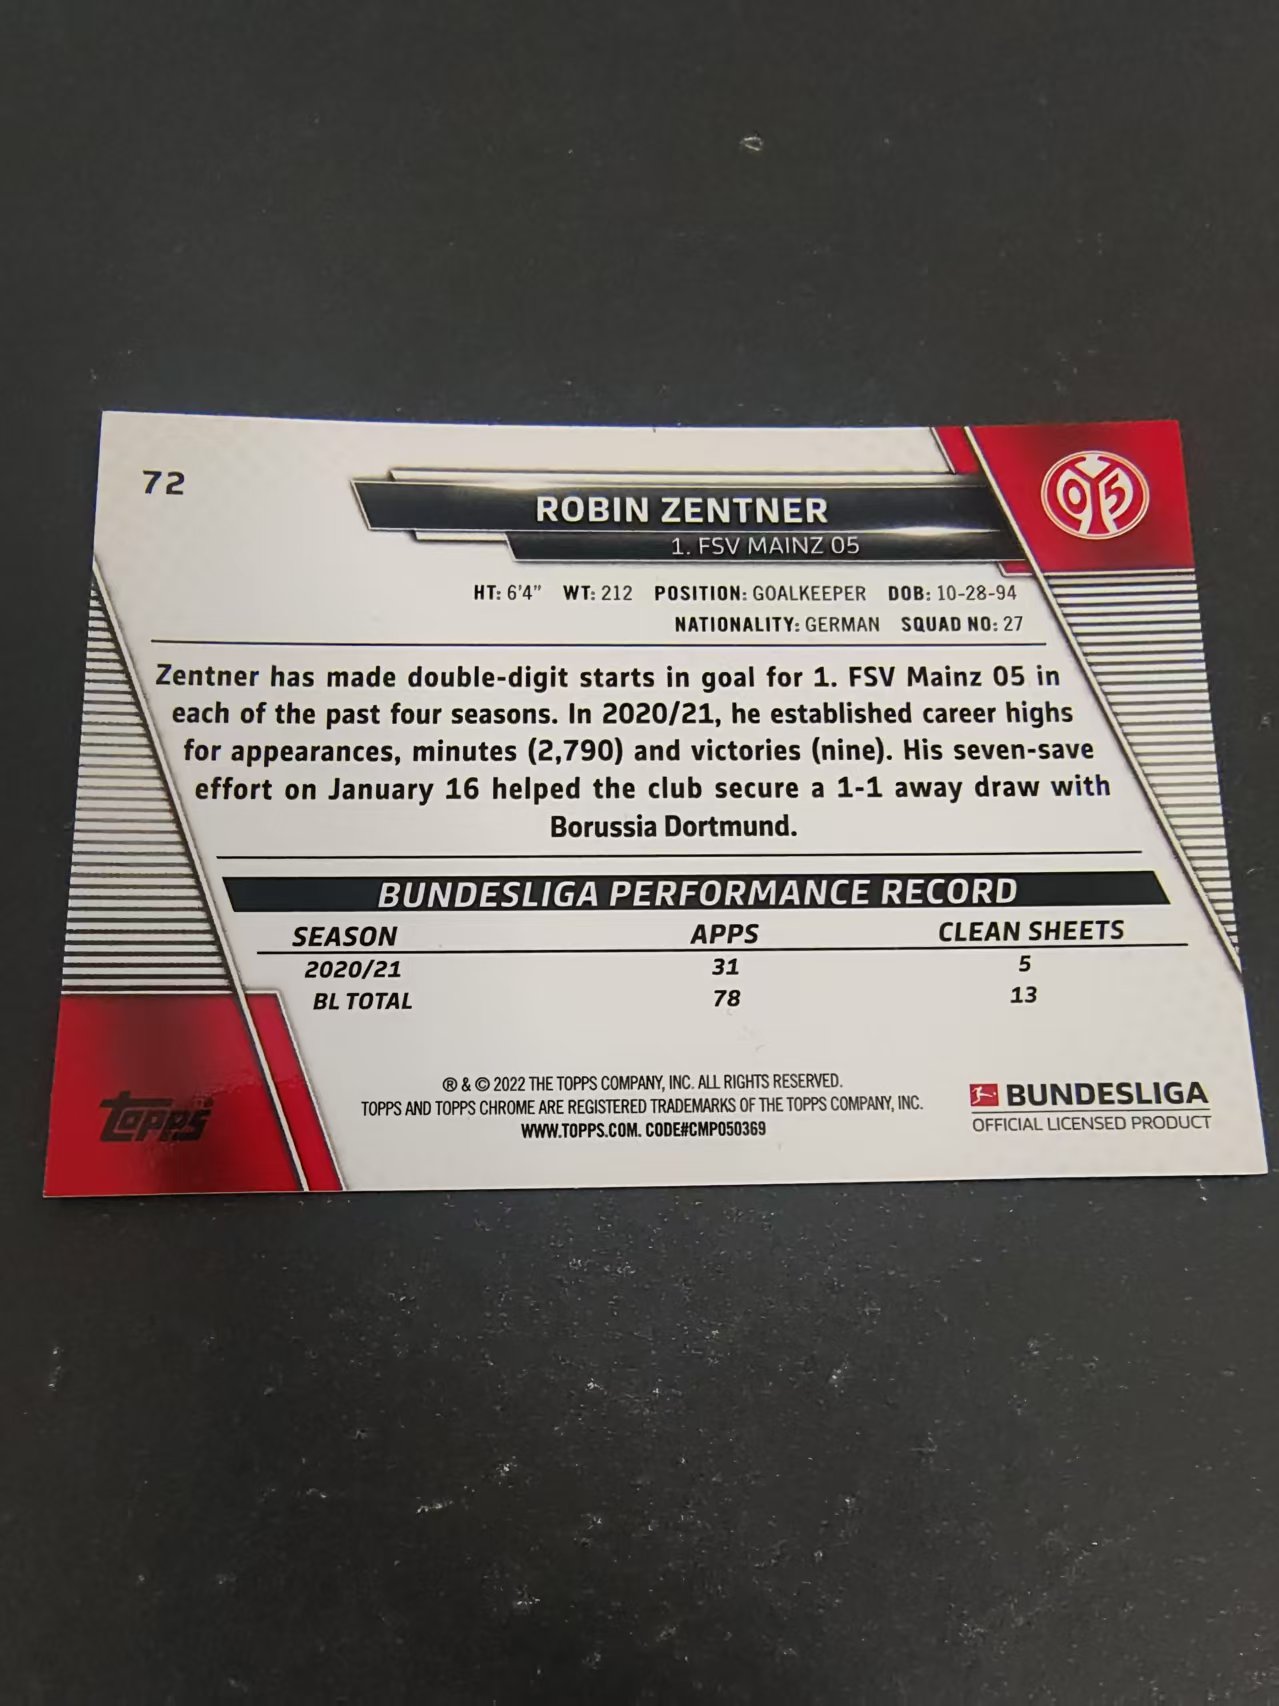 72
ROBIN ZENTNER
1. FSV MAINZ 05
05
HT: 6'4" WT: 212 POSITION: GOALKEEPER DOB: 10-28-94
NATIONALITY: GERMAN SQUAD NO: 27
Zentner has made double-digit starts in goal for 1. FSV Mainz 05 in
each of the past four seasons. In 2020/21, he established career highs
for appearances, minutes (2,790) and victories (nine). His seven-save
effort on January 16 helped the club secure a 1-1 away draw with
Borussia Dortmund.
BUNDESLIGA PERFORMANCE RECORD
SEASON APPS CLEAN SHEETS
2020/21 31 5
BL TOTAL 78 13
® & © 2022 THE TOPPS COMPANY, INC. ALL RIGHTS RESERVED.
TOPPS AND TOPPS CHROME ARE REGISTERED TRADEMARKS OF THE TOPPS COMPANY, INC.
WWW.TOPPS.COM. CODE#CMP050369
topps
BUNDESLIGA
OFFICIAL LICENSED PRODUCT